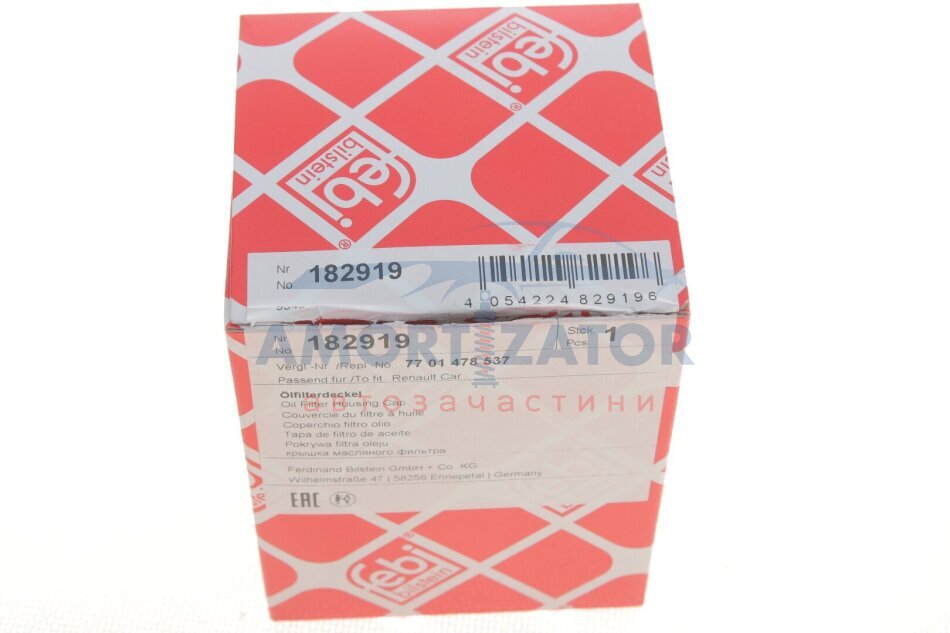 febi
bilstein
®
febi
bilstein
®
Nr
No 182919
4 054224 829196
Nr
No 182919
Stck.
Pos. 1
Vergl.-Nr. /Repl.-No 77 01 478 537
Passend für /To fit Renault Car
AMORTIZATOR
автозачастини
Ölfilterdeckel
Oil Filter Housing Cap
Couvercle du filtre à huile
Coperchio filtro olio
Tapa de filtro de aceite
Pokrywa filtra oleju
крышка масляного фильтра
Ferdinand Bilstein GmbH + Co. KG
Wilhelmstraße 47 | 58256 Ennepetal | Germany
EAC
febi
bilstein
®